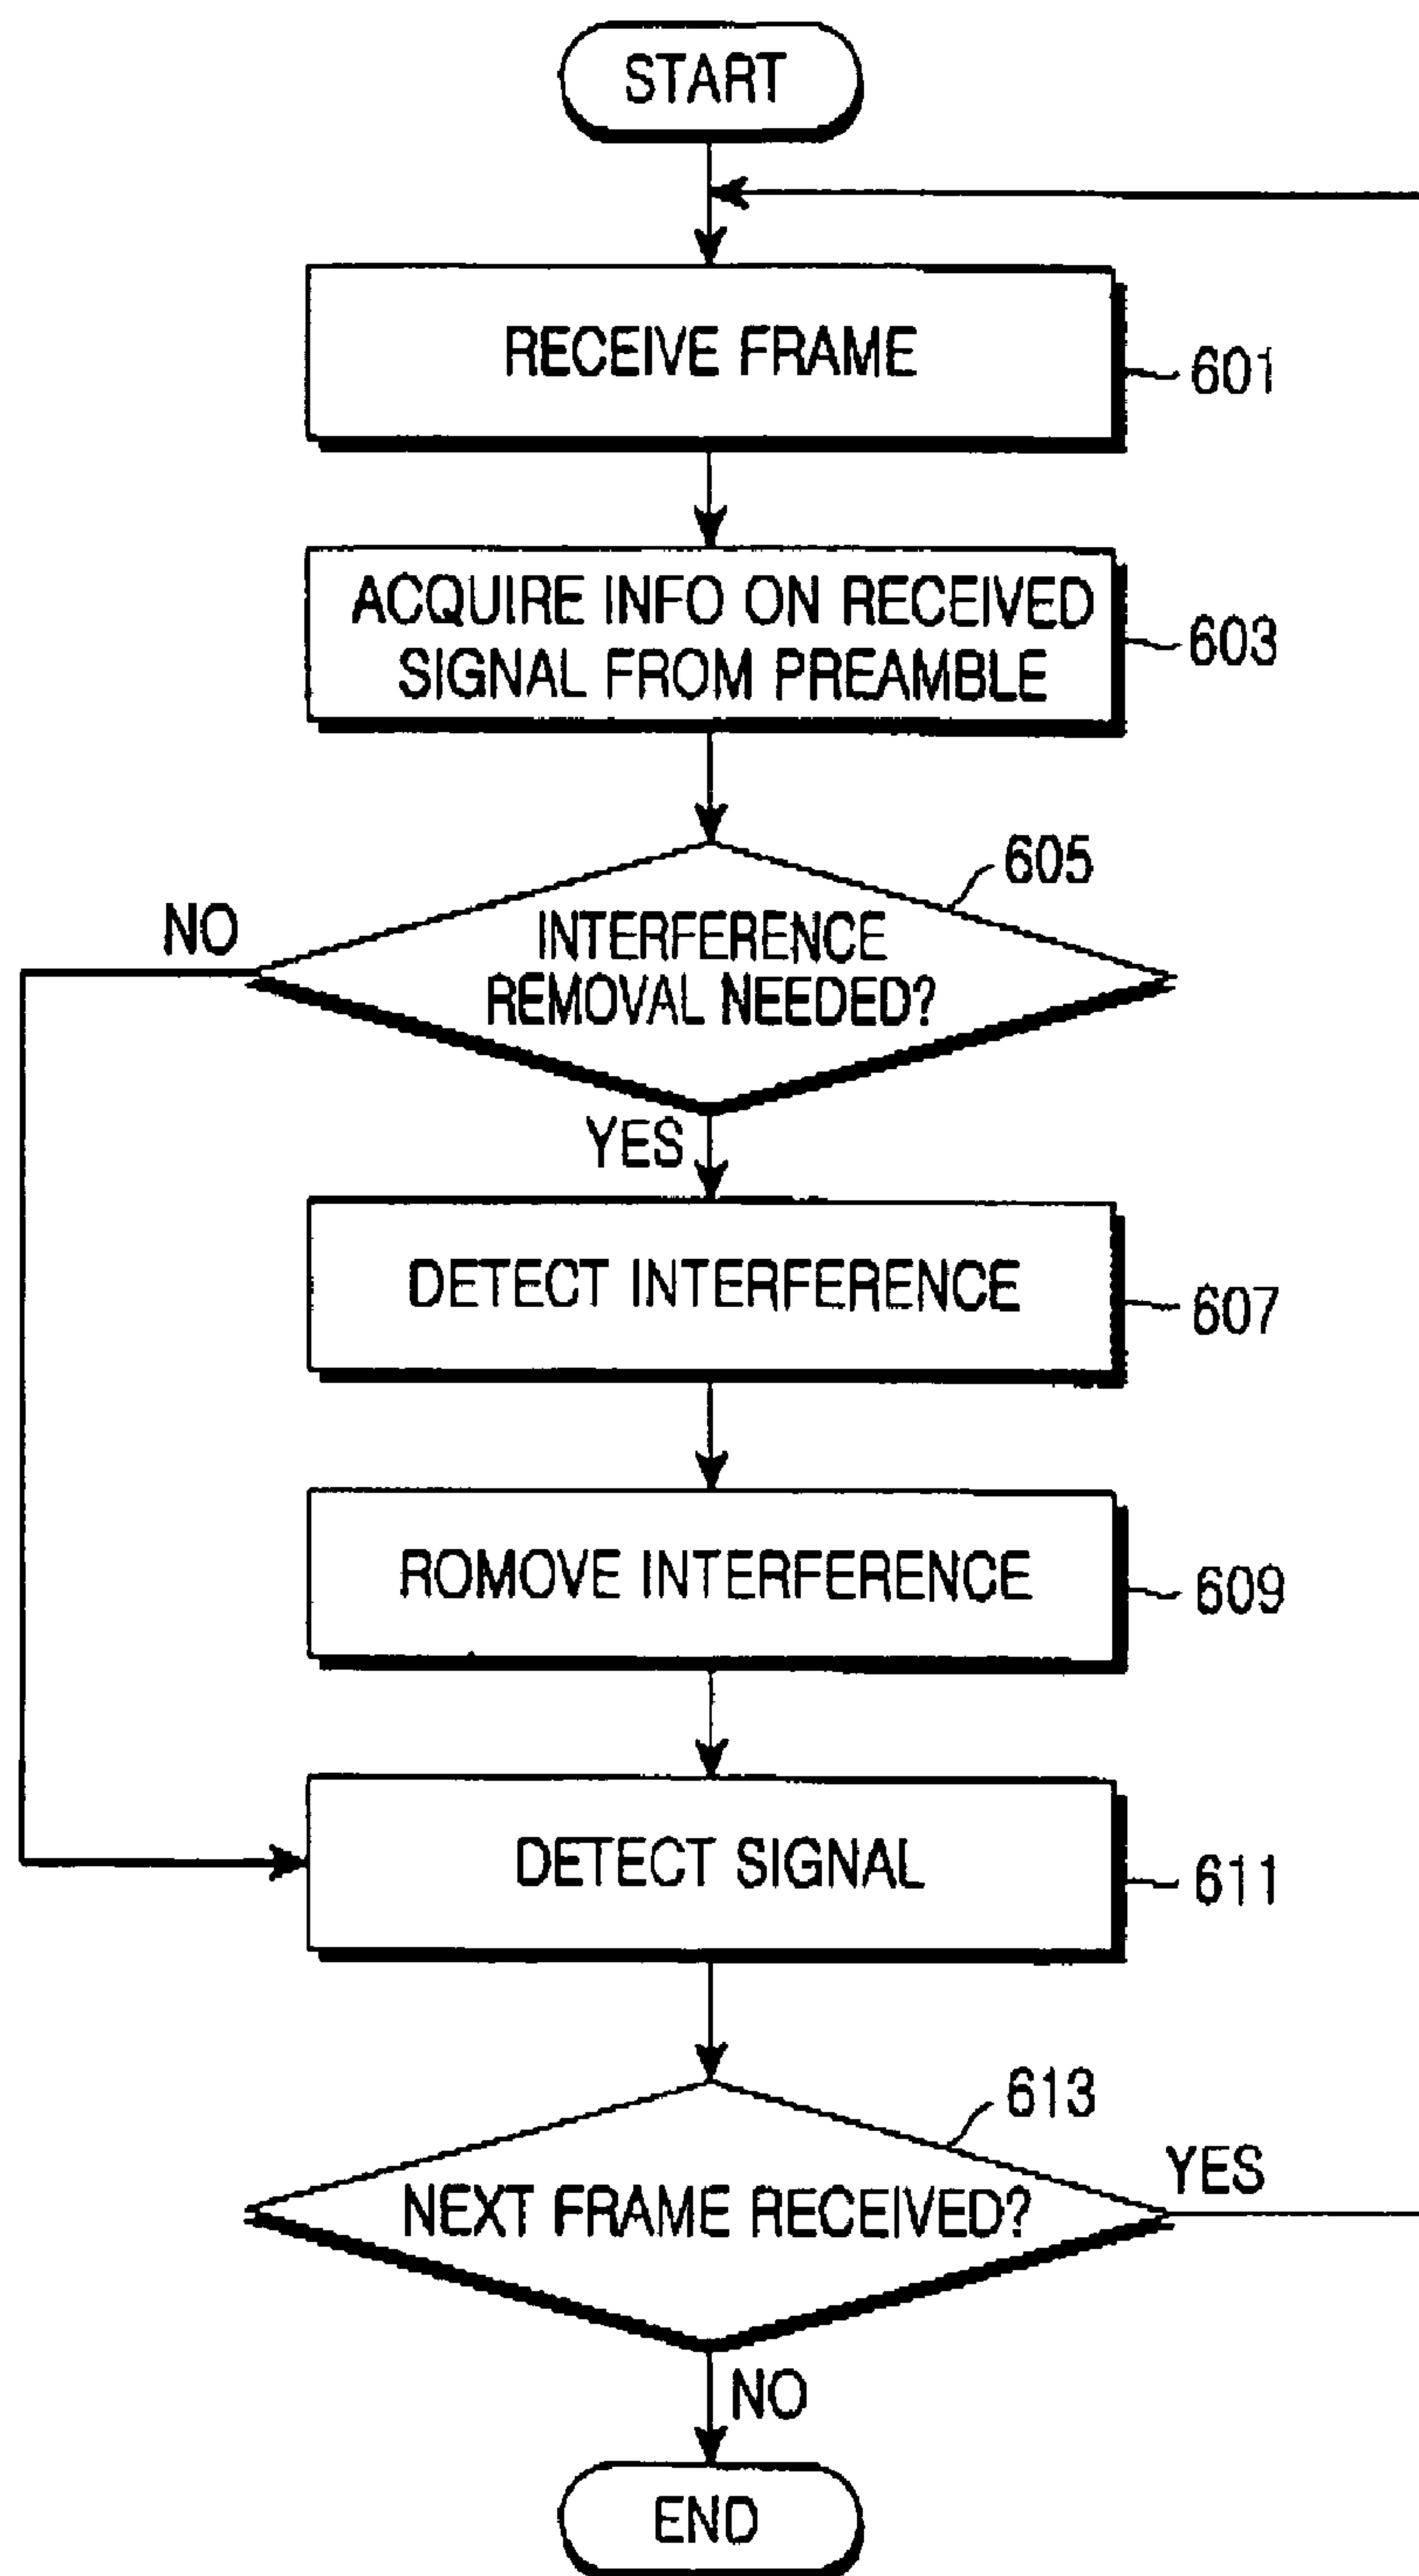 START
RECEIVE FRAME
601
ACQUIRE INFO ON RECEIVED
SIGNAL FROM PREAMBLE
603
605
NO
INTERFERENCE
REMOVAL NEEDED?
YES
DETECT INTERFERENCE
607
ROMOVE INTERFERENCE
609
DETECT SIGNAL
611
613
YES
NEXT FRAME RECEIVED?
NO
END